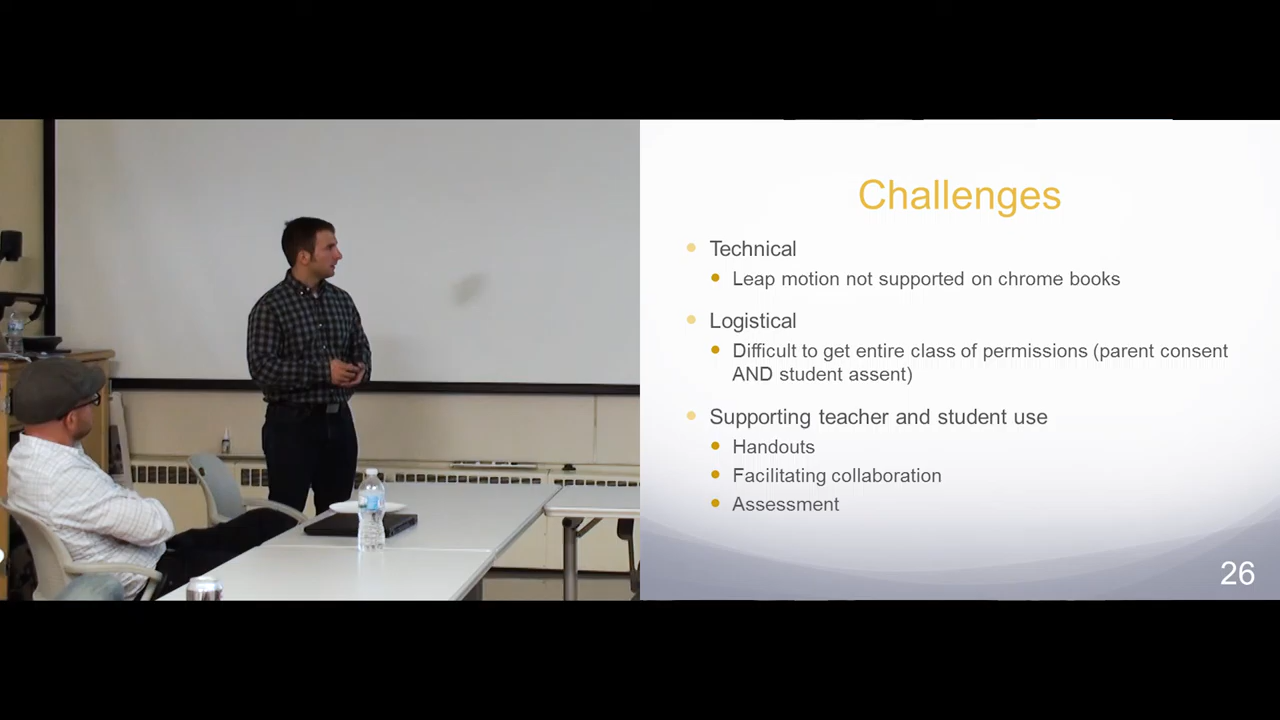 Challenges
Technical
Leap motion not supported on chrome books
Logistical
Difficult to get entire class of permissions (parent consent
AND student assent)
Supporting teacher and student use
Handouts
Facilitating collaboration
Assessment
26